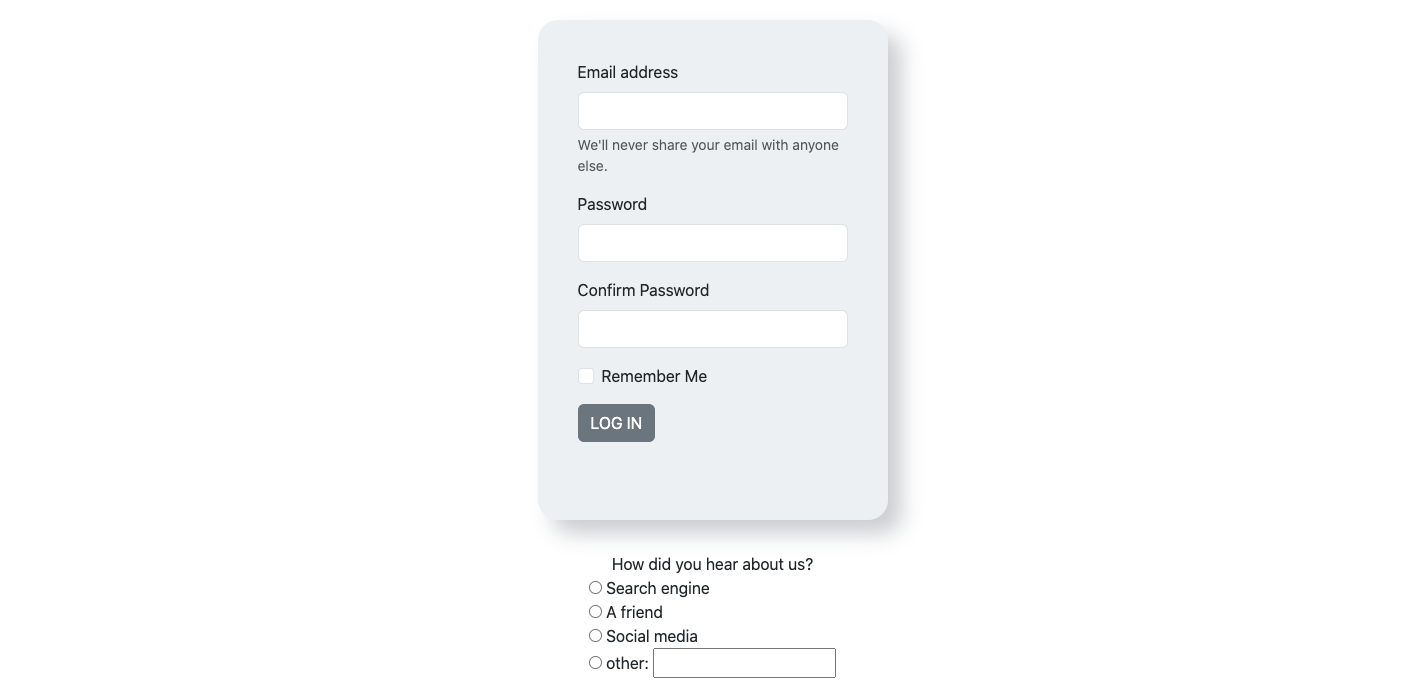 Email address
We'll never share your email with anyone
else.
Password
Confirm Password
Remember Me
LOG IN
How did you hear about us?
Search engine
A friend
Social media
other: